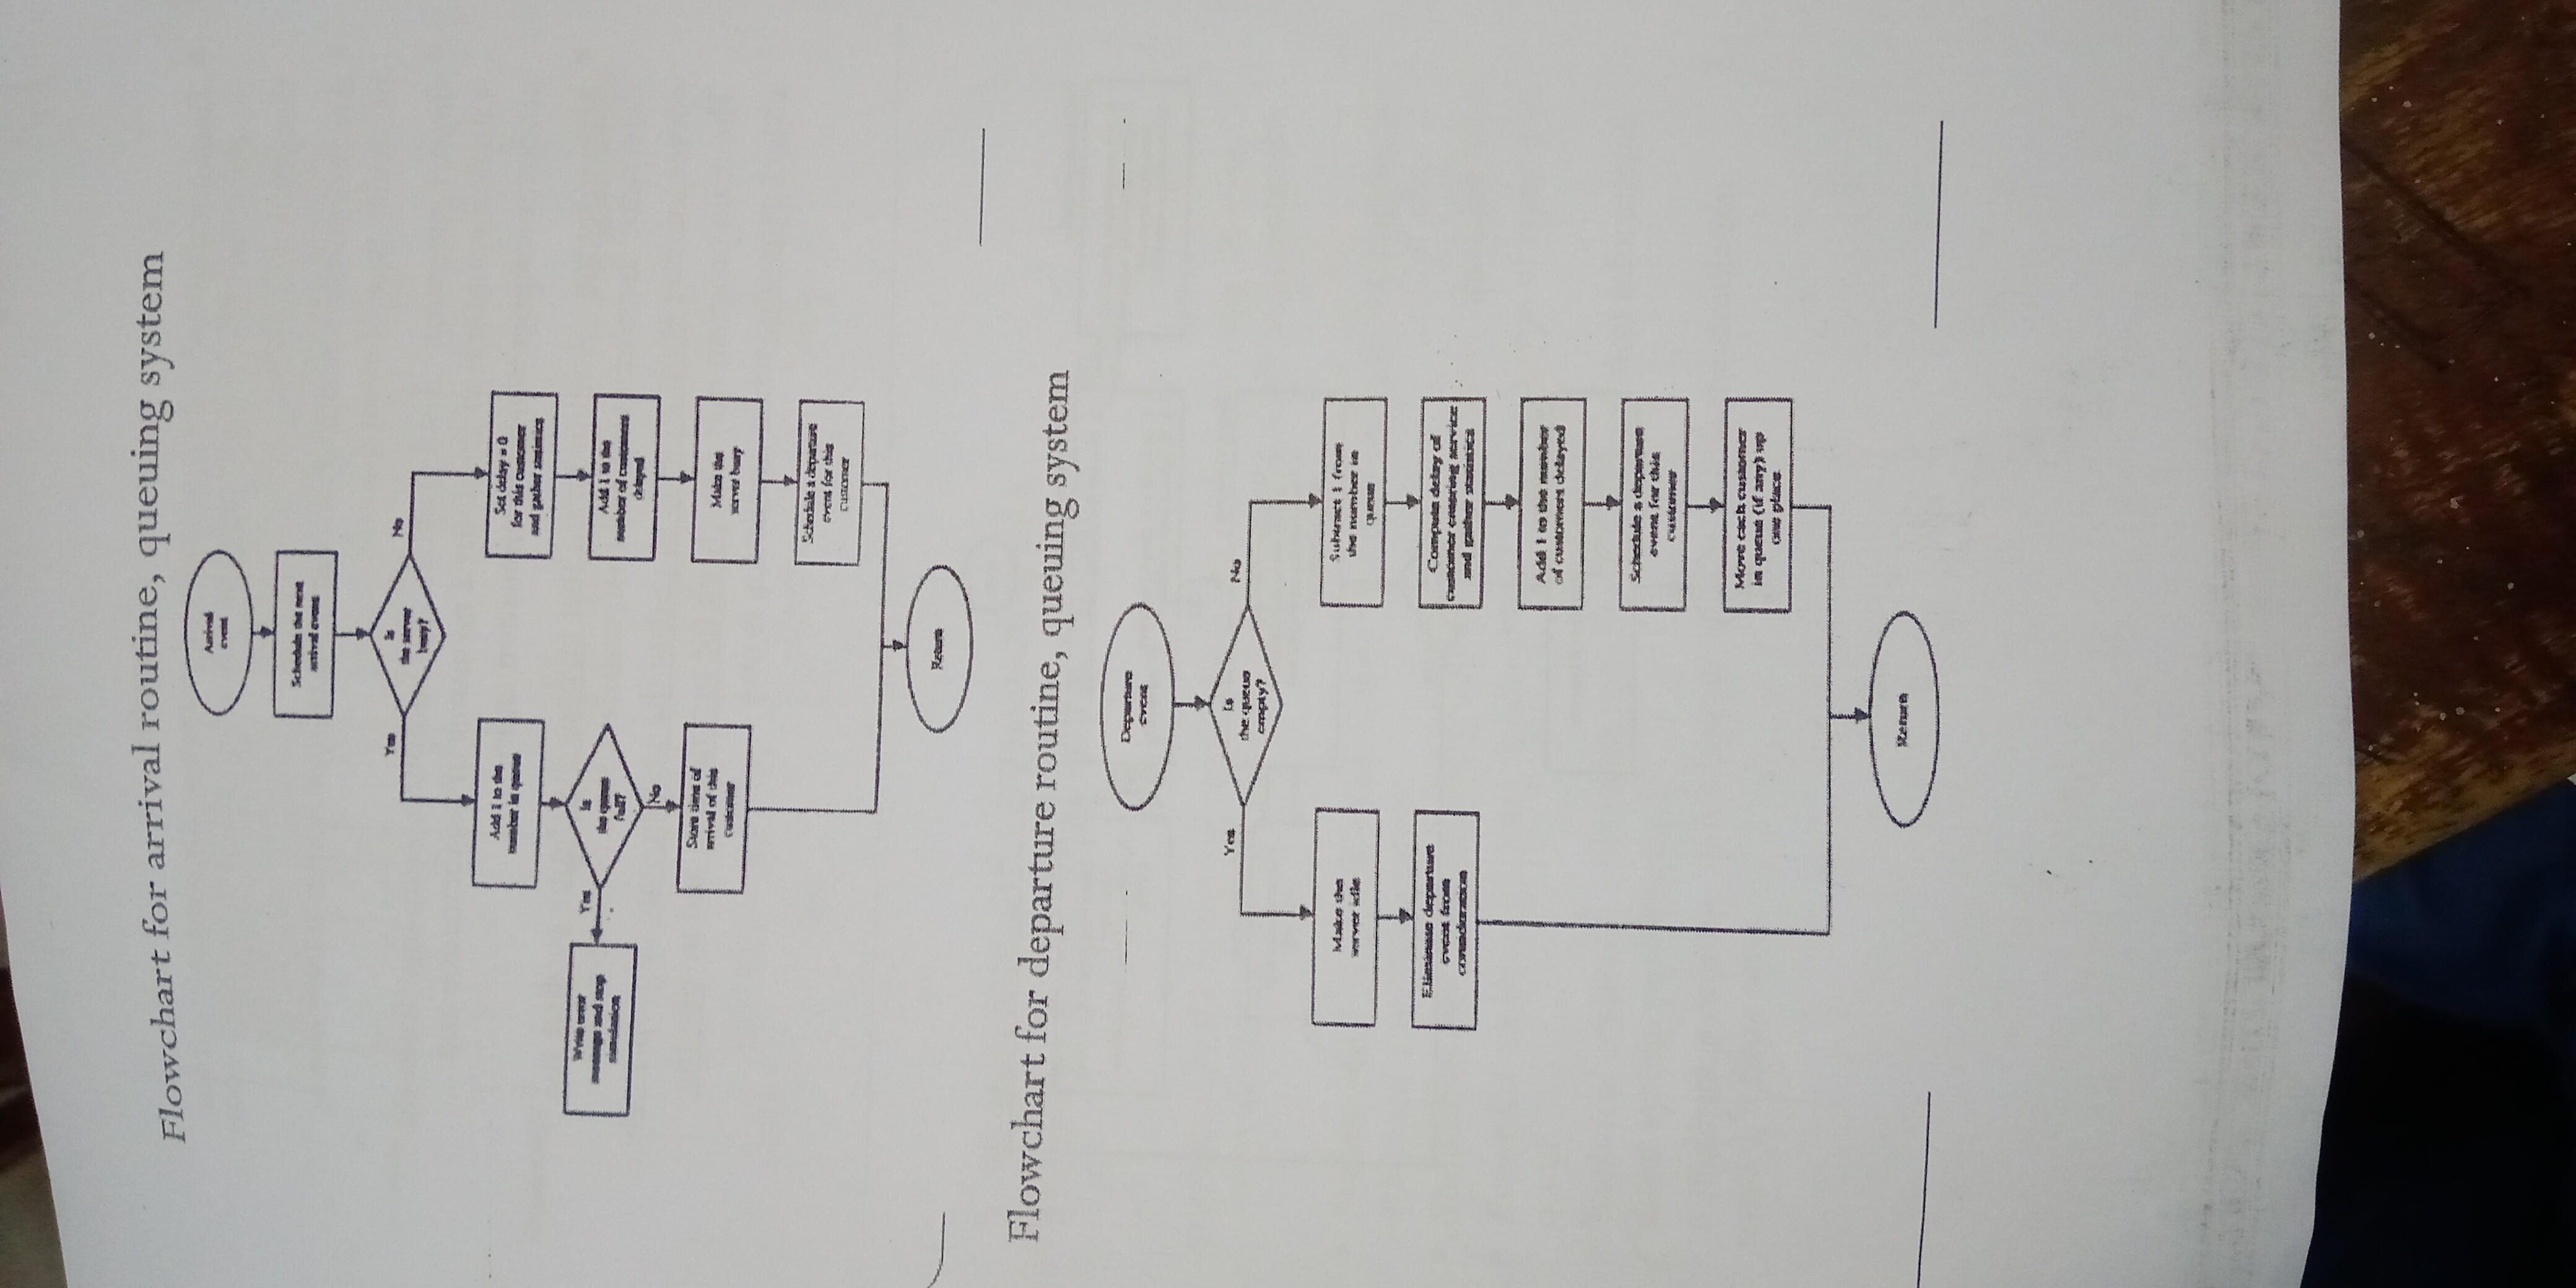 Flowchart for arrival routine, queuing system
Arrival
event
Schedule the next
arrival event
Is
the server
busy?
Yes
No
Add 1 to the
number in queue
Set delay = 0
for this customer
and gather statistics
Is
the queue
full?
Yes
No
Write error
message and stop
simulation
Add 1 to the
number of customers
delayed
Store time of
arrival of this
customer
Make the
server busy
Schedule a departure
event for this
customer
Return
Flowchart for departure routine, queuing system
Departure
event
Is
the queue
empty?
Yes
No
Make the
server idle
Subtract 1 from
the number in
queue
Eliminate departure
event from
consideration
Compute delay of
customer entering service
and gather statistics
Add 1 to the number
of customers delayed
Schedule a departure
event for this
customer
Move each customer
in queue (if any) up
one place
Return